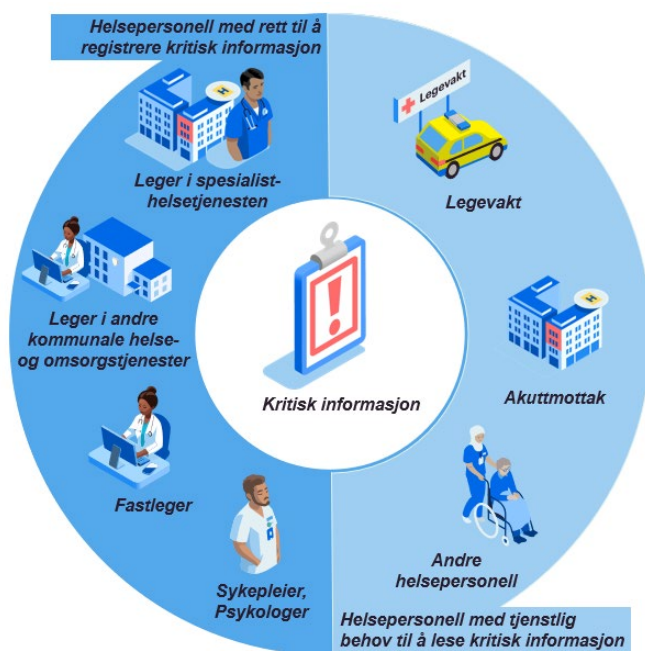 Helsepersonell med rett til å
registrere kritisk informasjon
Leger i spesialist-
helsetjenesten
Leger i andre
kommunale helse-
og omsorgstjenester
Fastleger
Sykepleier,
Psykologer
Kritisk informasjon
Legevakt
Legevakt
H
Akuttmottak
Andre
helsepersonell
Helsepersonell med tjenstlig
behov til å lese kritisk informasjon